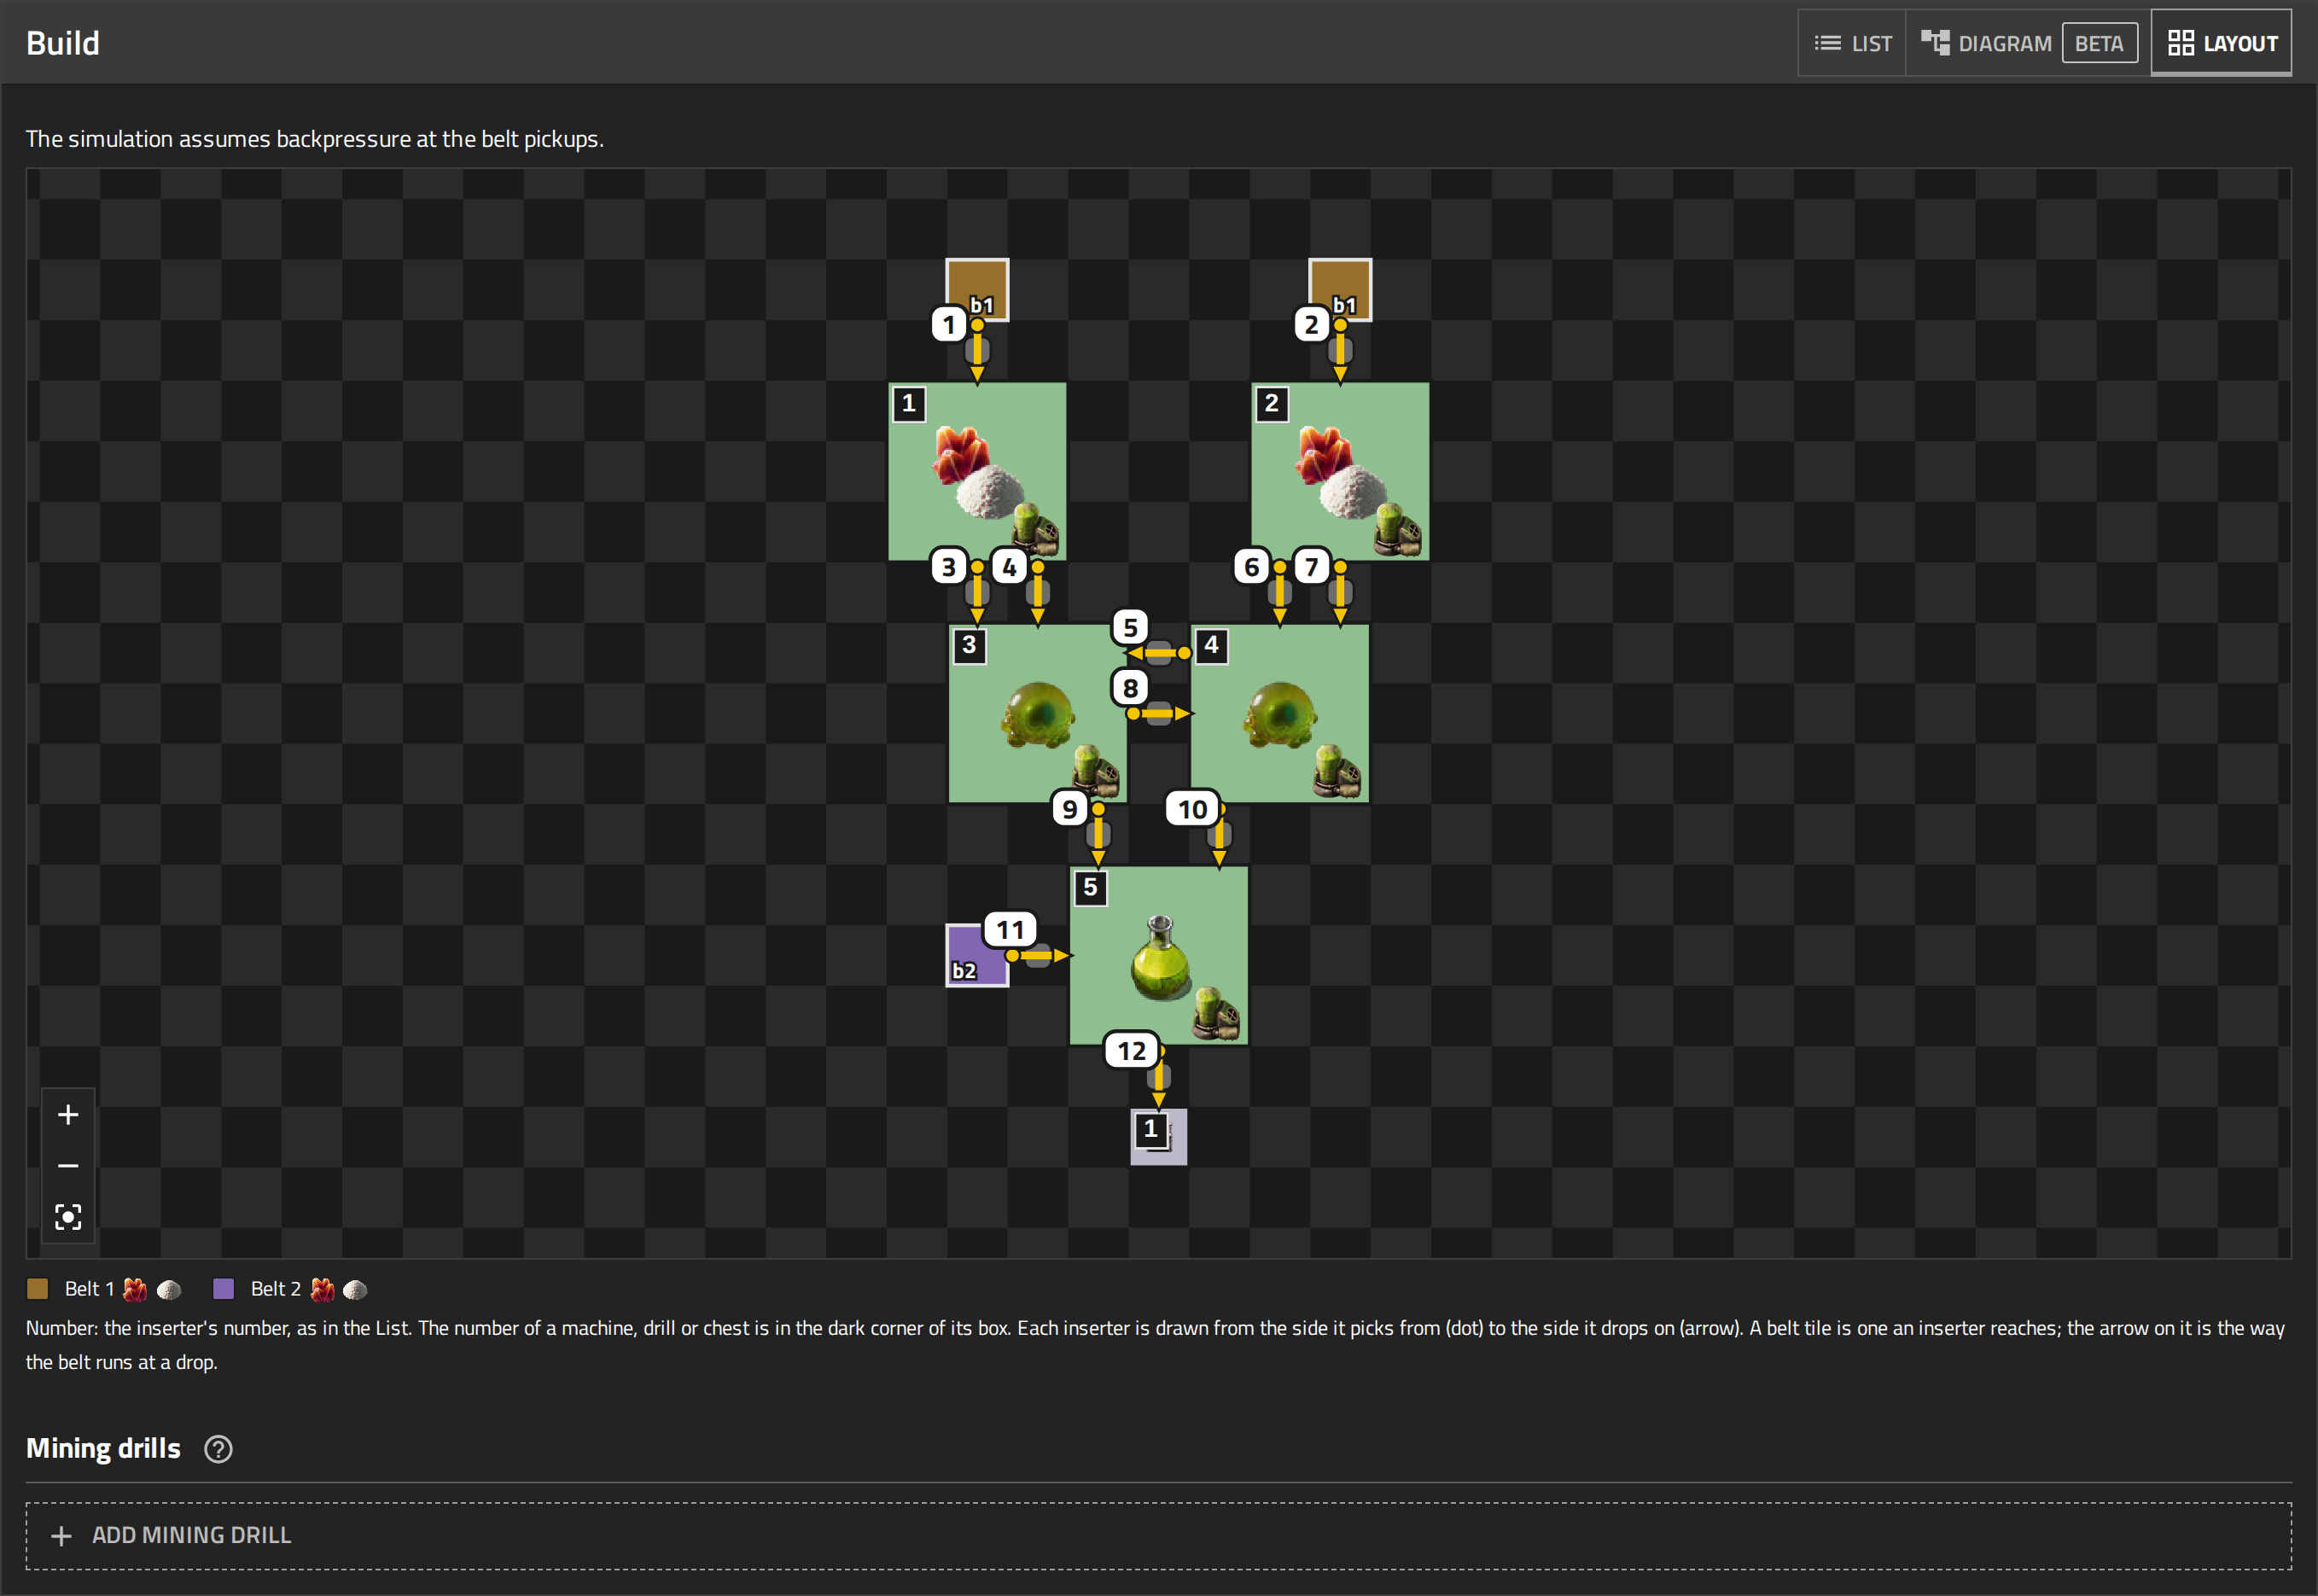 Build
LIST
DIAGRAM BETA
LAYOUT
The simulation assumes backpressure at the belt pickups.
b1
b1
1
2
1
2
3
4
6
7
5
3
4
8
9
10
5
11
b2
12
1
+
−
Belt 1
Belt 2
Number: the inserter's number, as in the List. The number of a machine, drill or chest is in the dark corner of its box. Each inserter is drawn from the side it picks from (dot) to the side it drops on (arrow). A belt tile is one an inserter reaches; the arrow on it is the way
the belt runs at a drop.
Mining drills ?
+ ADD MINING DRILL